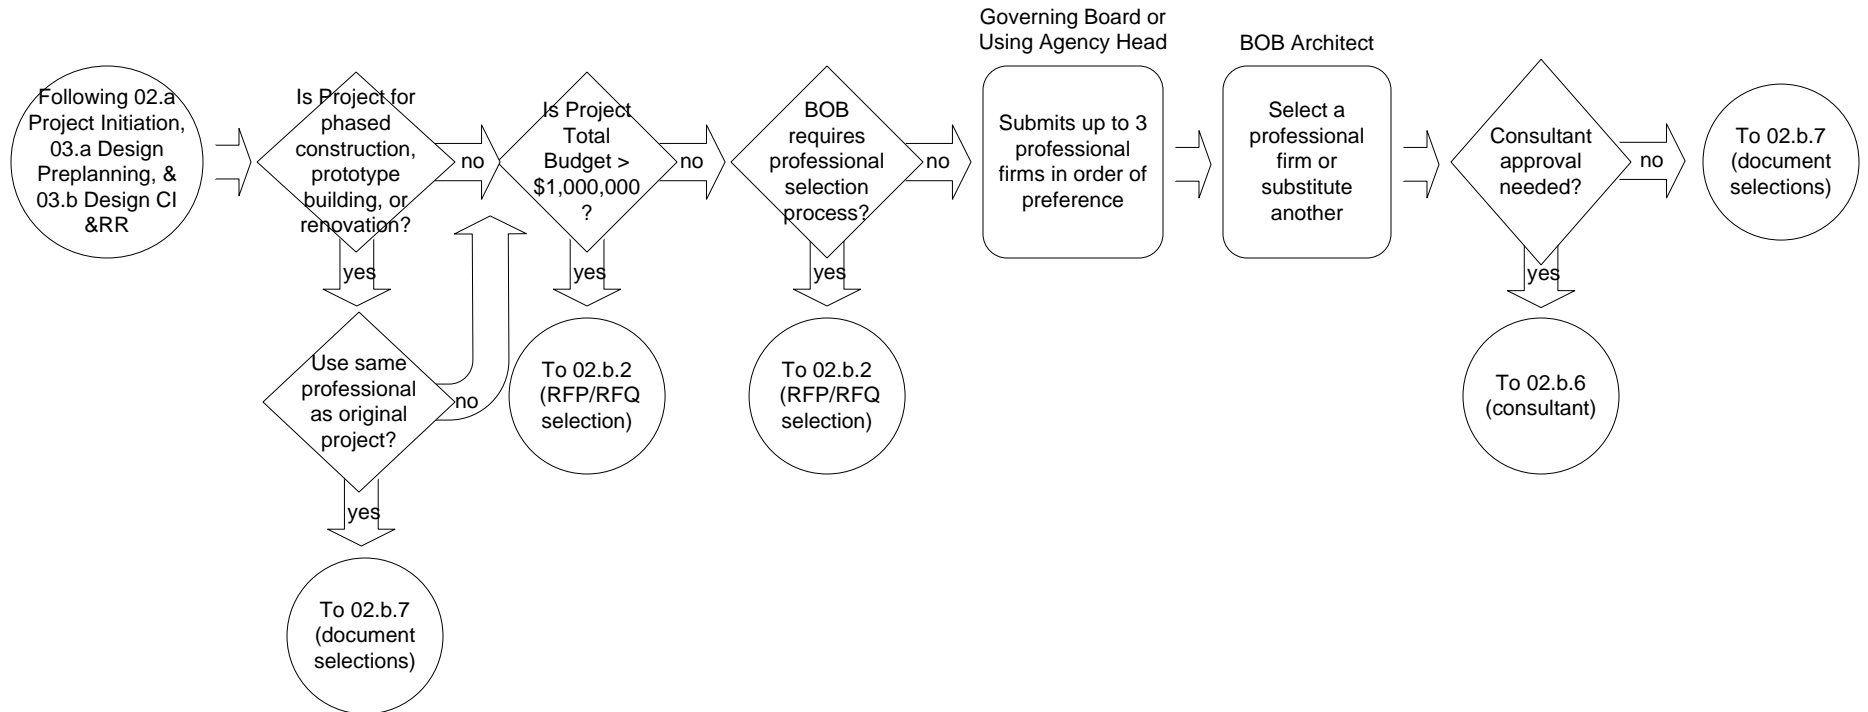 Following 02.a
Project Initiation,
03.a Design
Preplanning, &
03.b Design CI
&RR
Is Project for
phased
construction,
prototype
building, or
renovation?
no
yes
Use same
professional
as original
project?
no
yes
To 02.b.7
(document
selections)
Is Project
Total
Budget >
$1,000,000
?
no
yes
To 02.b.2
(RFP/RFQ
selection)
BOB
requires
professional
selection
process?
no
yes
To 02.b.2
(RFP/RFQ
selection)
Governing Board or
Using Agency Head
Submits up to 3
professional
firms in order of
preference
BOB Architect
Select a
professional
firm or
substitute
another
Consultant
approval
needed?
no
yes
To 02.b.6
(consultant)
To 02.b.7
(document
selections)